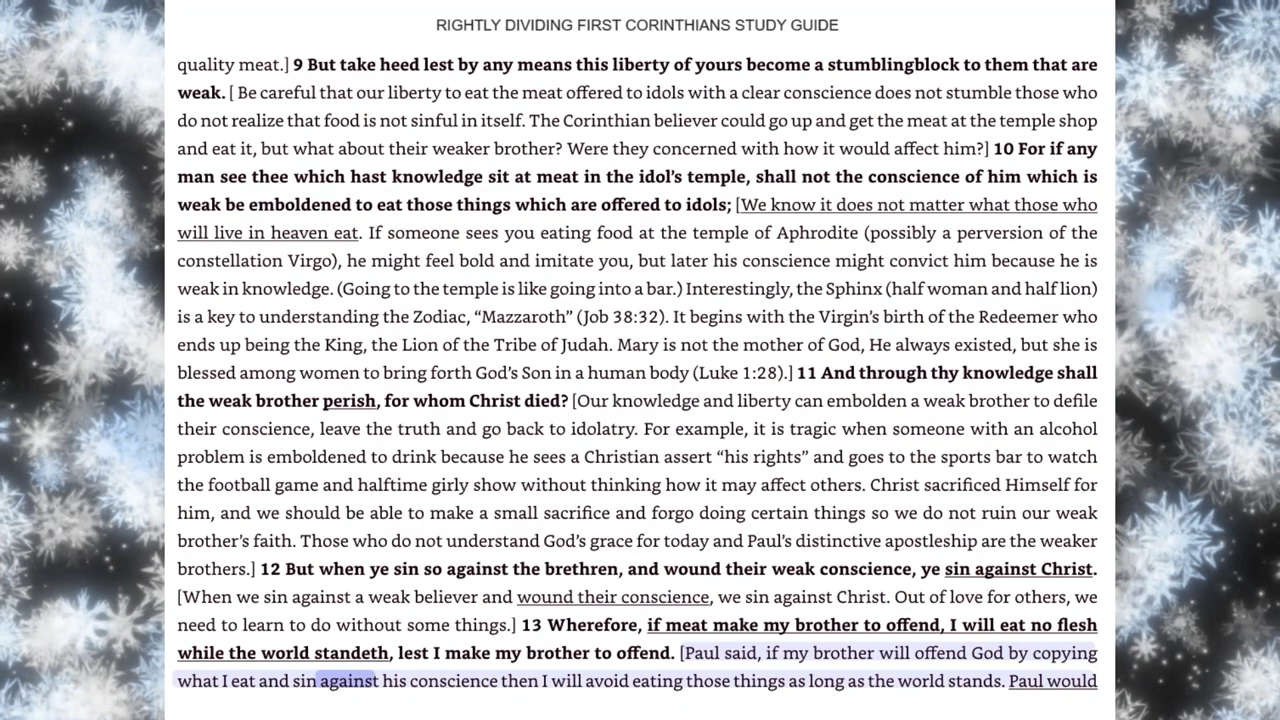 RIGHTLY DIVIDING FIRST CORINTHIANS STUDY GUIDE
quality meat.] 9 But take heed lest by any means this liberty of yours become a stumblingblock to them that are
weak. [ Be careful that our liberty to eat the meat offered to idols with a clear conscience does not stumble those who
do not realize that food is not sinful in itself. The Corinthian believer could go up and get the meat at the temple shop
and eat it, but what about their weaker brother? Were they concerned with how it would affect him?] 10 For if any
man see thee which hast knowledge sit at meat in the idol’s temple, shall not the conscience of him which is
weak be emboldened to eat those things which are offered to idols; [We know it does not matter what those who
will live in heaven eat. If someone sees you eating food at the temple of Aphrodite (possibly a perversion of the
constellation Virgo), he might feel bold and imitate you, but later his conscience might convict him because he is
weak in knowledge. (Going to the temple is like going into a bar.) Interestingly, the Sphinx (half woman and half lion)
is a key to understanding the Zodiac, “Mazzaroth” (Job 38:32). It begins with the Virgin’s birth of the Redeemer who
ends up being the King, the Lion of the Tribe of Judah. Mary is not the mother of God, He always existed, but she is
blessed among women to bring forth God’s Son in a human body (Luke 1:28).] 11 And through thy knowledge shall
the weak brother perish, for whom Christ died? [Our knowledge and liberty can embolden a weak brother to defile
their conscience, leave the truth and go back to idolatry. For example, it is tragic when someone with an alcohol
problem is emboldened to drink because he sees a Christian assert “his rights” and goes to the sports bar to watch
the football game and halftime girly show without thinking how it may affect others. Christ sacrificed Himself for
him, and we should be able to make a small sacrifice and forgo doing certain things so we do not ruin our weak
brother’s faith. Those who do not understand God’s grace for today and Paul’s distinctive apostleship are the weaker
brothers.] 12 But when ye sin so against the brethren, and wound their weak conscience, ye sin against Christ.
[When we sin against a weak believer and wound their conscience, we sin against Christ. Out of love for others, we
need to learn to do without some things.] 13 Wherefore, if meat make my brother to offend, I will eat no flesh
while the world standeth, lest I make my brother to offend. [Paul said, if my brother will offend God by copying
what I eat and sin against his conscience then I will avoid eating those things as long as the world stands. Paul would